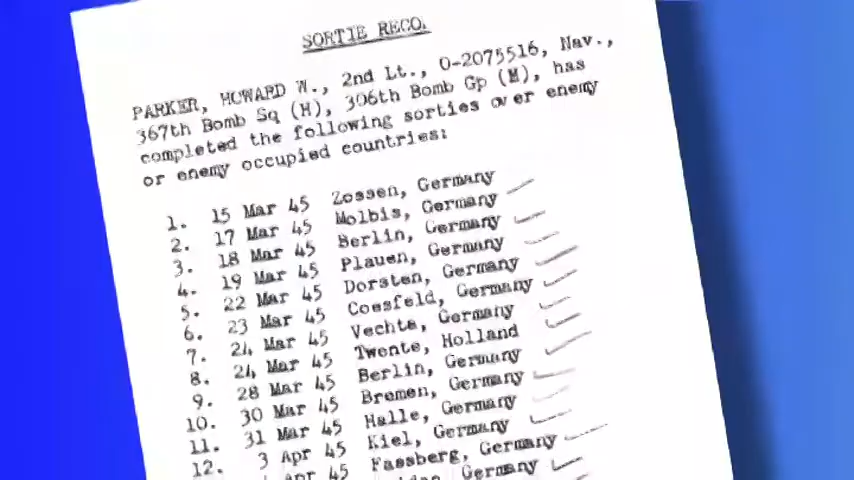 SORTIE RECO.
PARKER, HOWARD W., 2nd Lt., O-2075516, Nav.,
367th Bomb Sq (H), 306th Bomb Gp (H), has
completed the following sorties over enemy
or enemy occupied countries:
1. 15 Mar 45 Zossen, Germany
2. 17 Mar 45 Molbis, Germany
3. 18 Mar 45 Berlin, Germany
4. 19 Mar 45 Plauen, Germany
5. 22 Mar 45 Dorsten, Germany
6. 23 Mar 45 Coesfeld, Germany
7. 24 Mar 45 Vechta, Germany
8. 24 Mar 45 Twente, Holland
9. 28 Mar 45 Berlin, Germany
10. 30 Mar 45 Bremen, Germany
11. 31 Mar 45 Halle, Germany
12. 3 Apr 45 Kiel, Germany
Apr 45 Fassberg, Germany
Germany